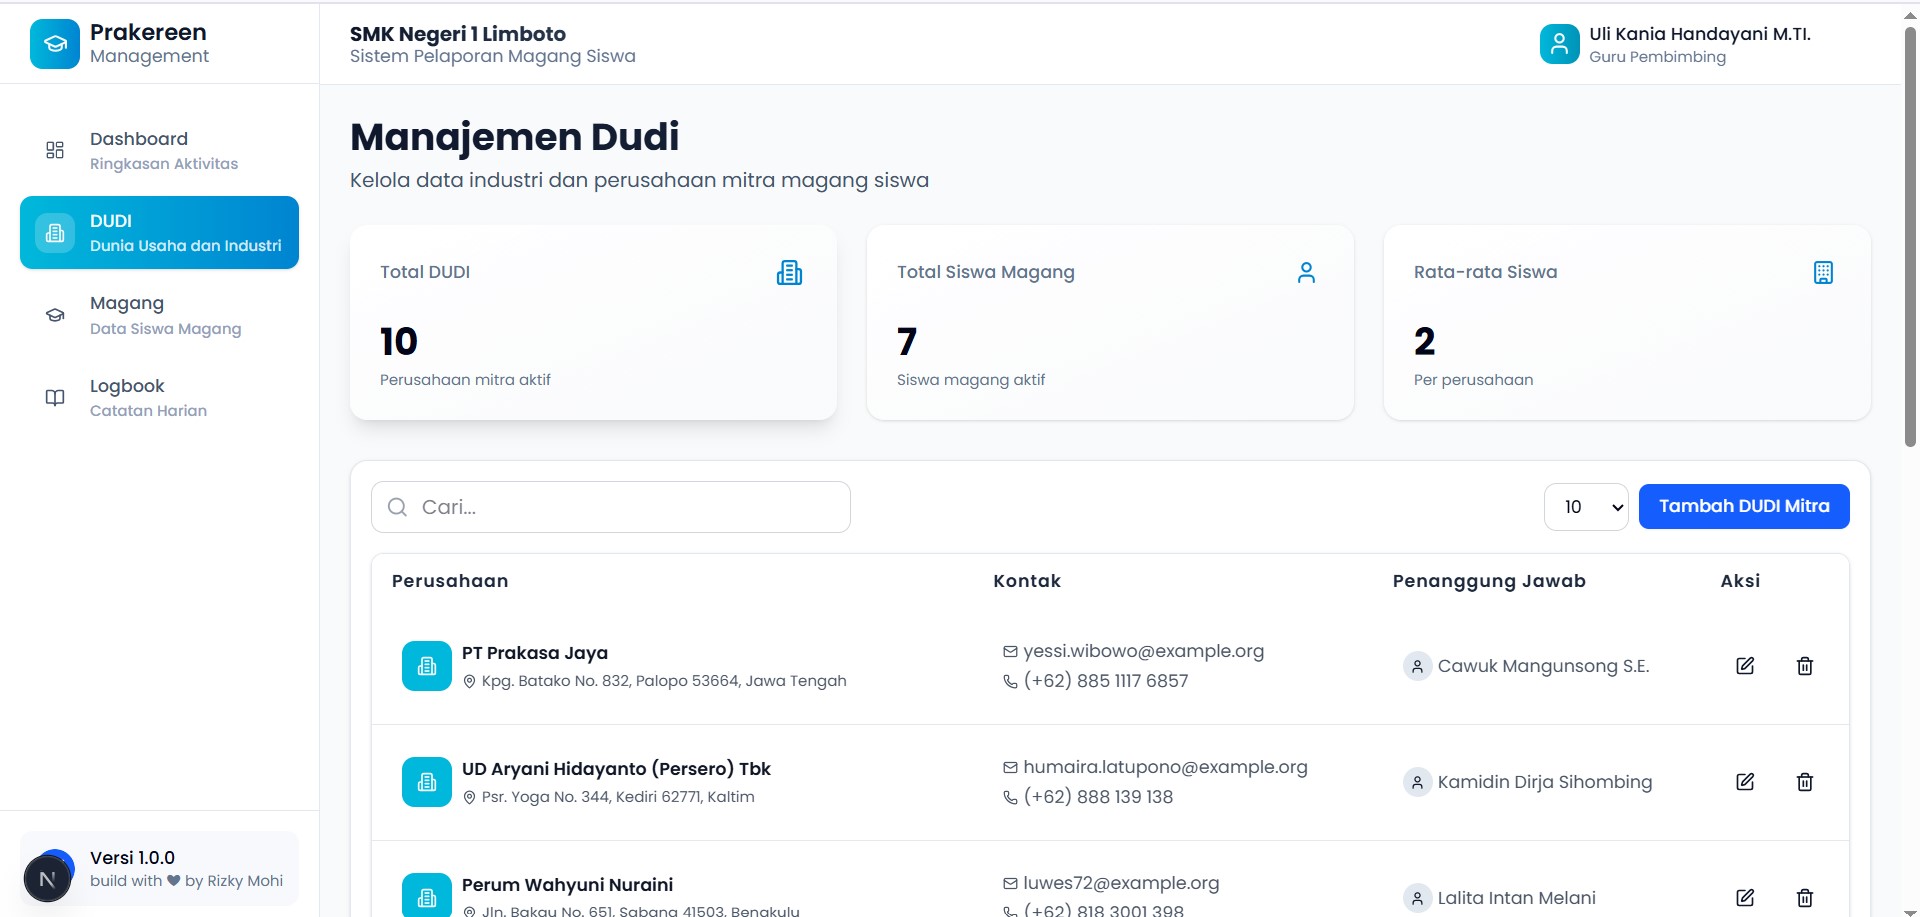 Prakereen
Management
SMK Negeri 1 Limboto
Sistem Pelaporan Magang Siswa
Uli Kania Handayani M.TI.
Guru Pembimbing
Dashboard
Ringkasan Aktivitas
DUDI
Dunia Usaha dan Industri
Magang
Data Siswa Magang
Logbook
Catatan Harian
Versi 1.0.0
build with ♥ by Rizky Mohi
N
Manajemen Dudi
Kelola data industri dan perusahaan mitra magang siswa
Total DUDI
10
Perusahaan mitra aktif
Total Siswa Magang
7
Siswa magang aktif
Rata-rata Siswa
2
Per perusahaan
Cari...
10
Tambah DUDI Mitra
Perusahaan Kontak Penanggung Jawab Aksi
PT Prakasa Jaya
Kpg. Batako No. 832, Palopo 53664, Jawa Tengah
yessi.wibowo@example.org
(+62) 885 1117 6857
Cawuk Mangunsong S.E.
UD Aryani Hidayanto (Persero) Tbk
Psr. Yoga No. 344, Kediri 62771, Kaltim
humaira.latupono@example.org
(+62) 888 139 138
Kamidin Dirja Sihombing
Perum Wahyuni Nuraini
Jln. Bakau No. 651, Sabang 41503, Bengkulu
luwes72@example.org
(+62) 818 3001 398
Lalita Intan Melani